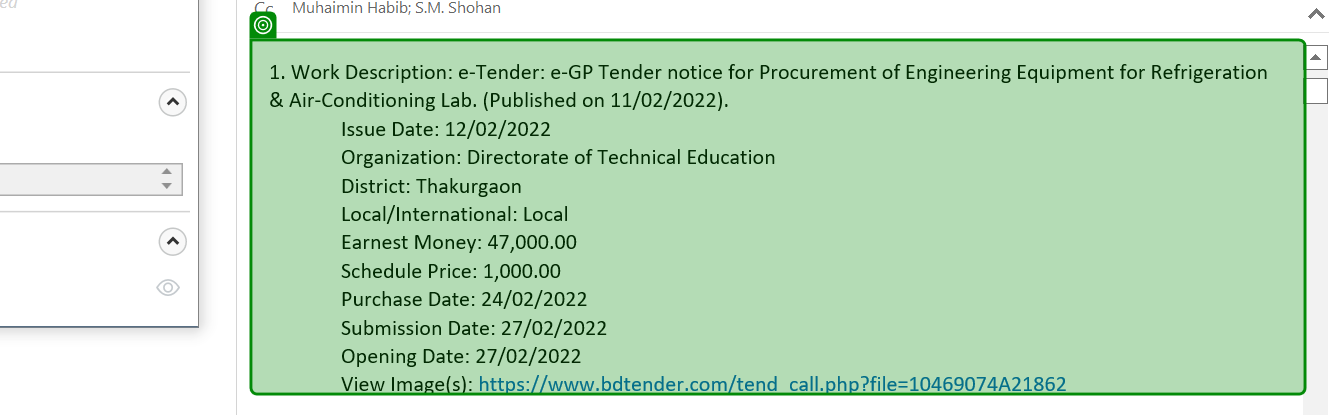 ed
Cc Muhaimin Habib; S.M. Shohan
1. Work Description: e-Tender: e-GP Tender notice for Procurement of Engineering Equipment for Refrigeration
& Air-Conditioning Lab. (Published on 11/02/2022).
Issue Date: 12/02/2022
Organization: Directorate of Technical Education
District: Thakurgaon
Local/International: Local
Earnest Money: 47,000.00
Schedule Price: 1,000.00
Purchase Date: 24/02/2022
Submission Date: 27/02/2022
Opening Date: 27/02/2022
View Image(s): https://www.bdtender.com/tend_call.php?file=10469074A21862